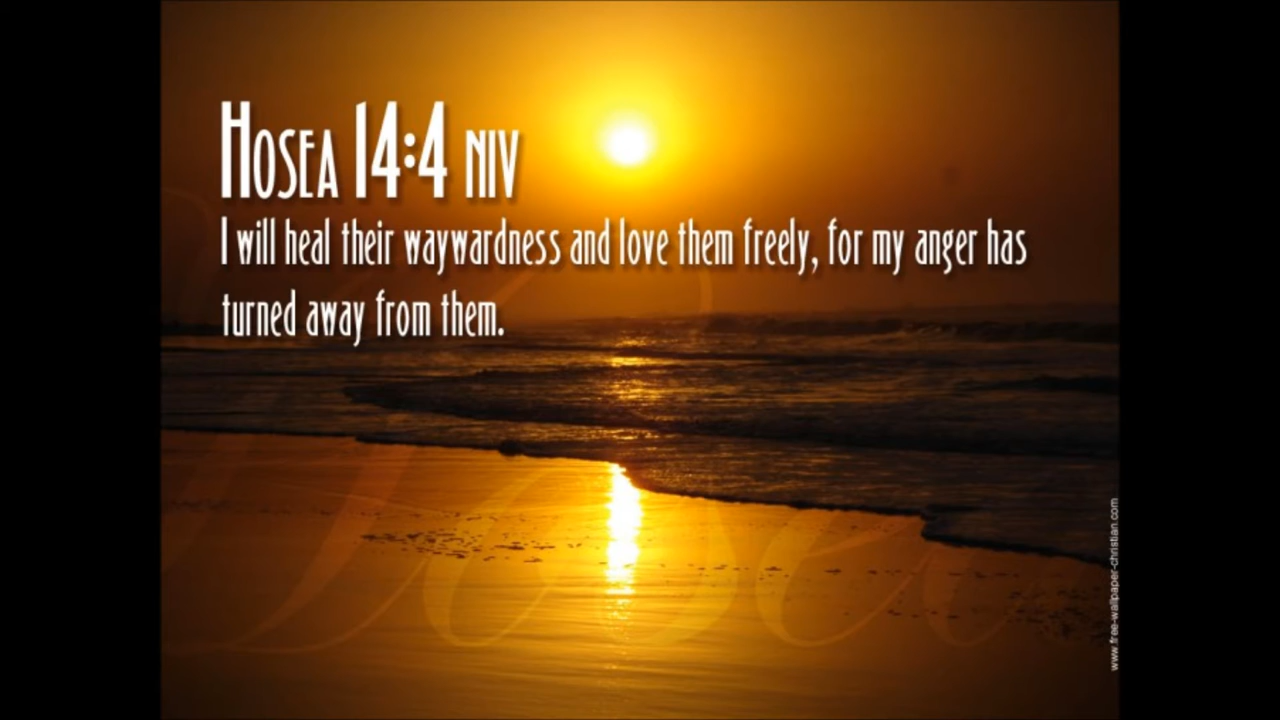 Hosea 14:4 NIV
I will heal their waywardness and love them freely, for my anger has
turned away from them.
Hosea
www.free-wallpaper-christian.com